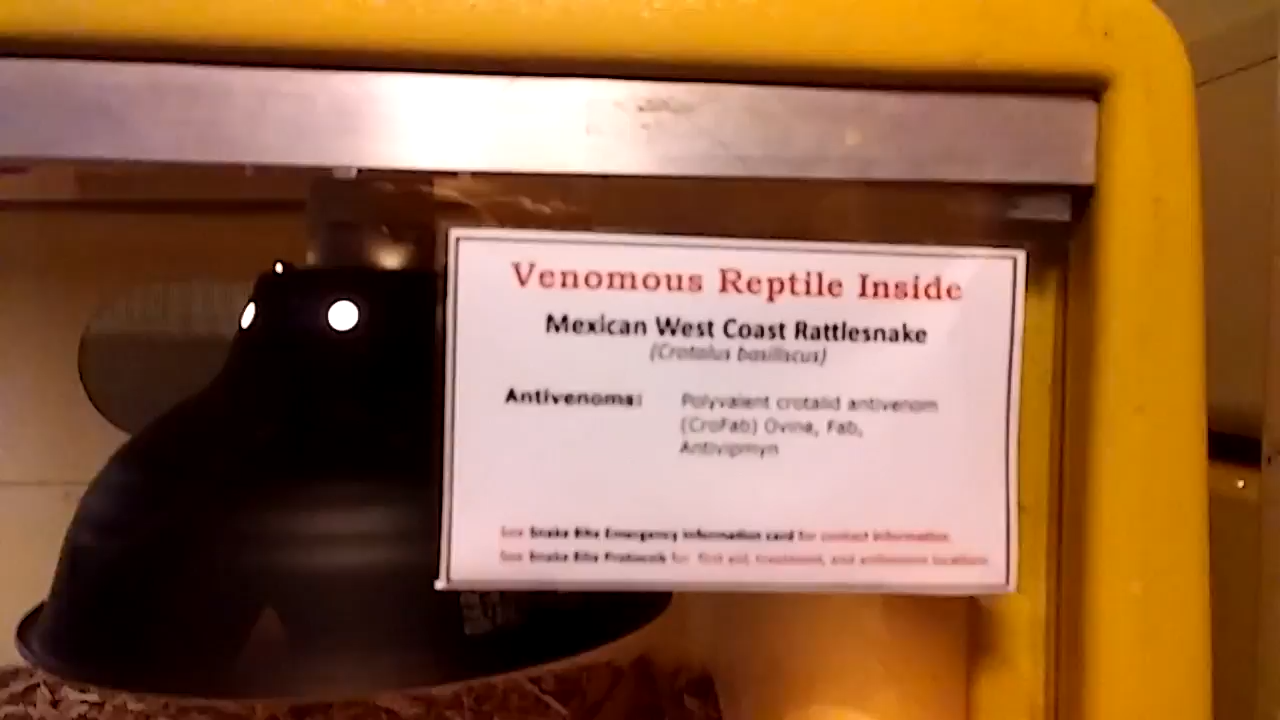 Venomous Reptile Inside
Mexican West Coast Rattlesnake
(Crotalus basiliscus)
Antivenoms: Polyvalent crotalid antivenom
(CroFab) Ovine, Fab,
Antivipmyn
See Snake Bite Emergency information card for contact information.
See Snake Bite Protocols for first aid, treatment, and antivenom locations.